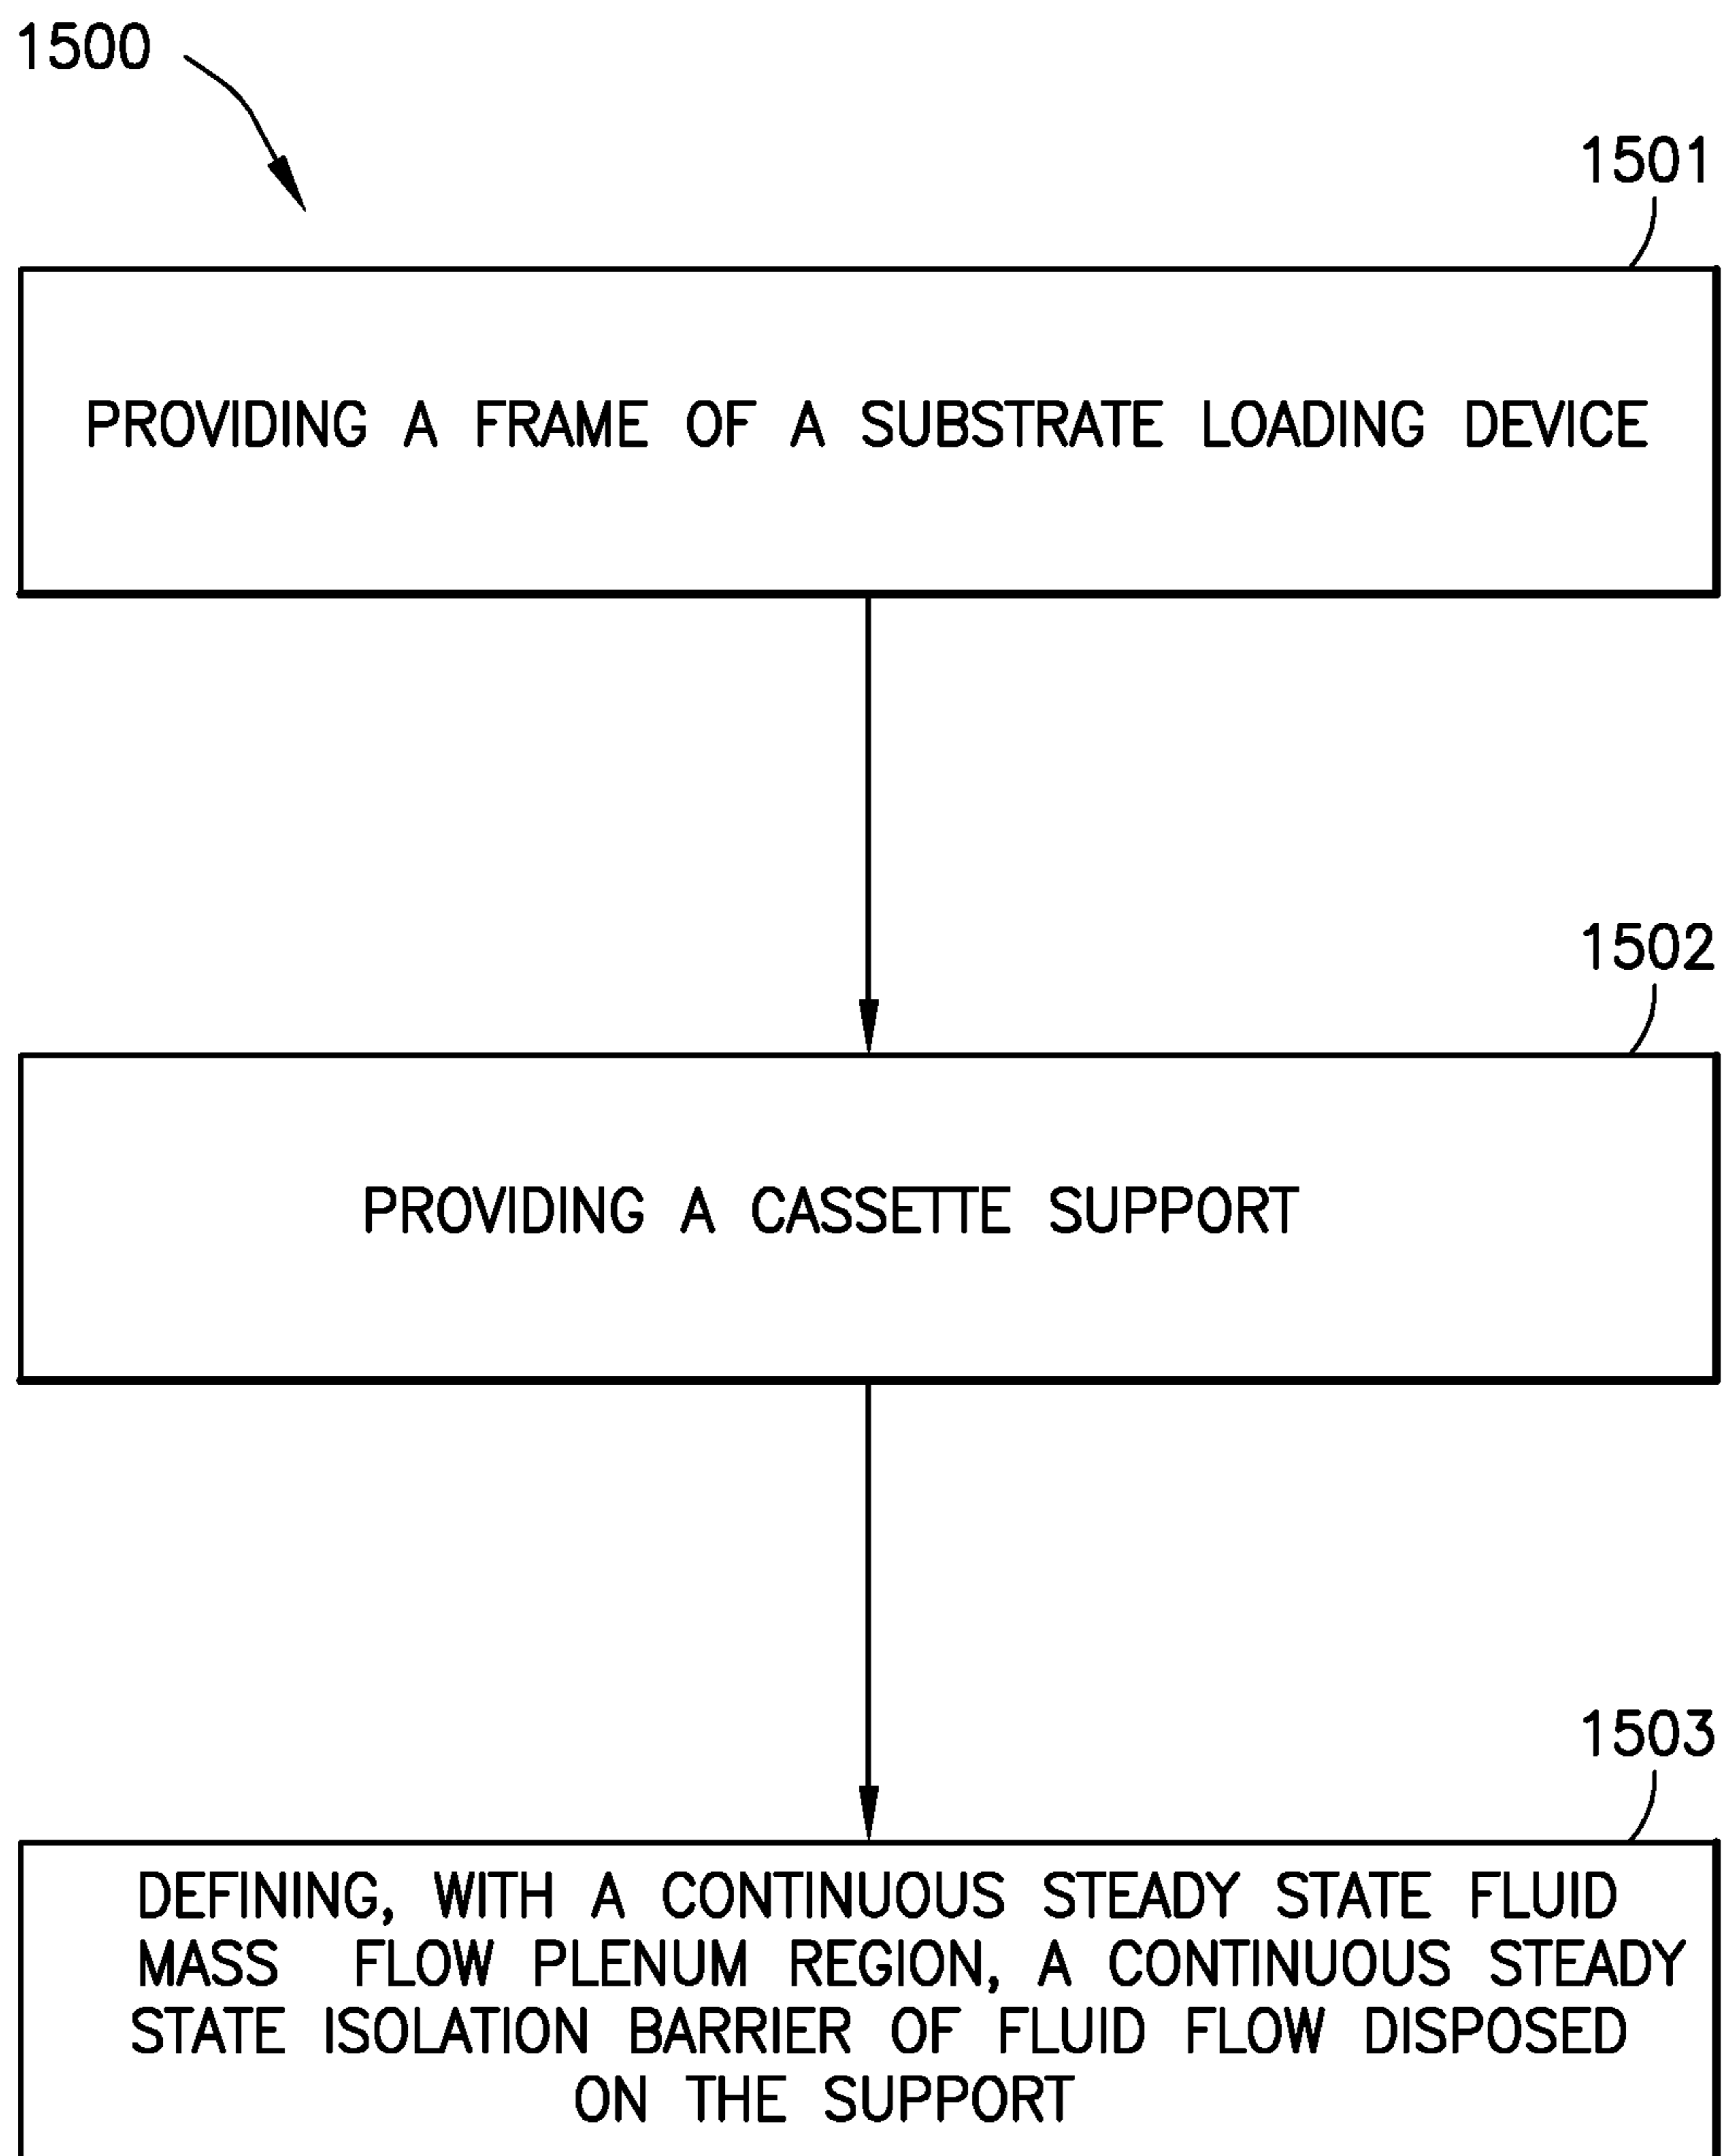 1500
1501
PROVIDING A FRAME OF A SUBSTRATE LOADING DEVICE
1502
PROVIDING A CASSETTE SUPPORT
1503
DEFINING, WITH A CONTINUOUS STEADY STATE FLUID
MASS FLOW PLENUM REGION, A CONTINUOUS STEADY
STATE ISOLATION BARRIER OF FLUID FLOW DISPOSED
ON THE SUPPORT